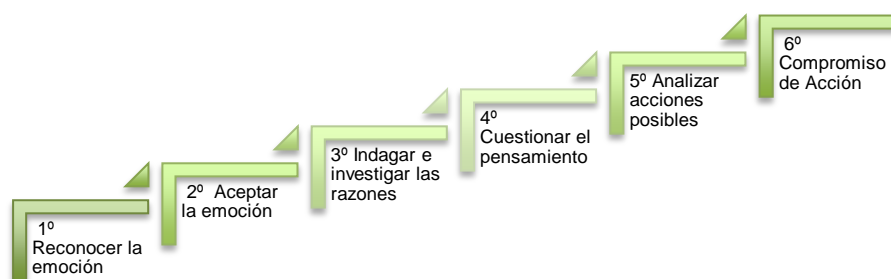 1º
Reconocer la
emoción
2º Aceptar
la emoción
3º Indagar e
investigar las
razones
4º
Cuestionar el
pensamiento
5º Analizar
acciones
posibles
6º
Compromiso
de Acción